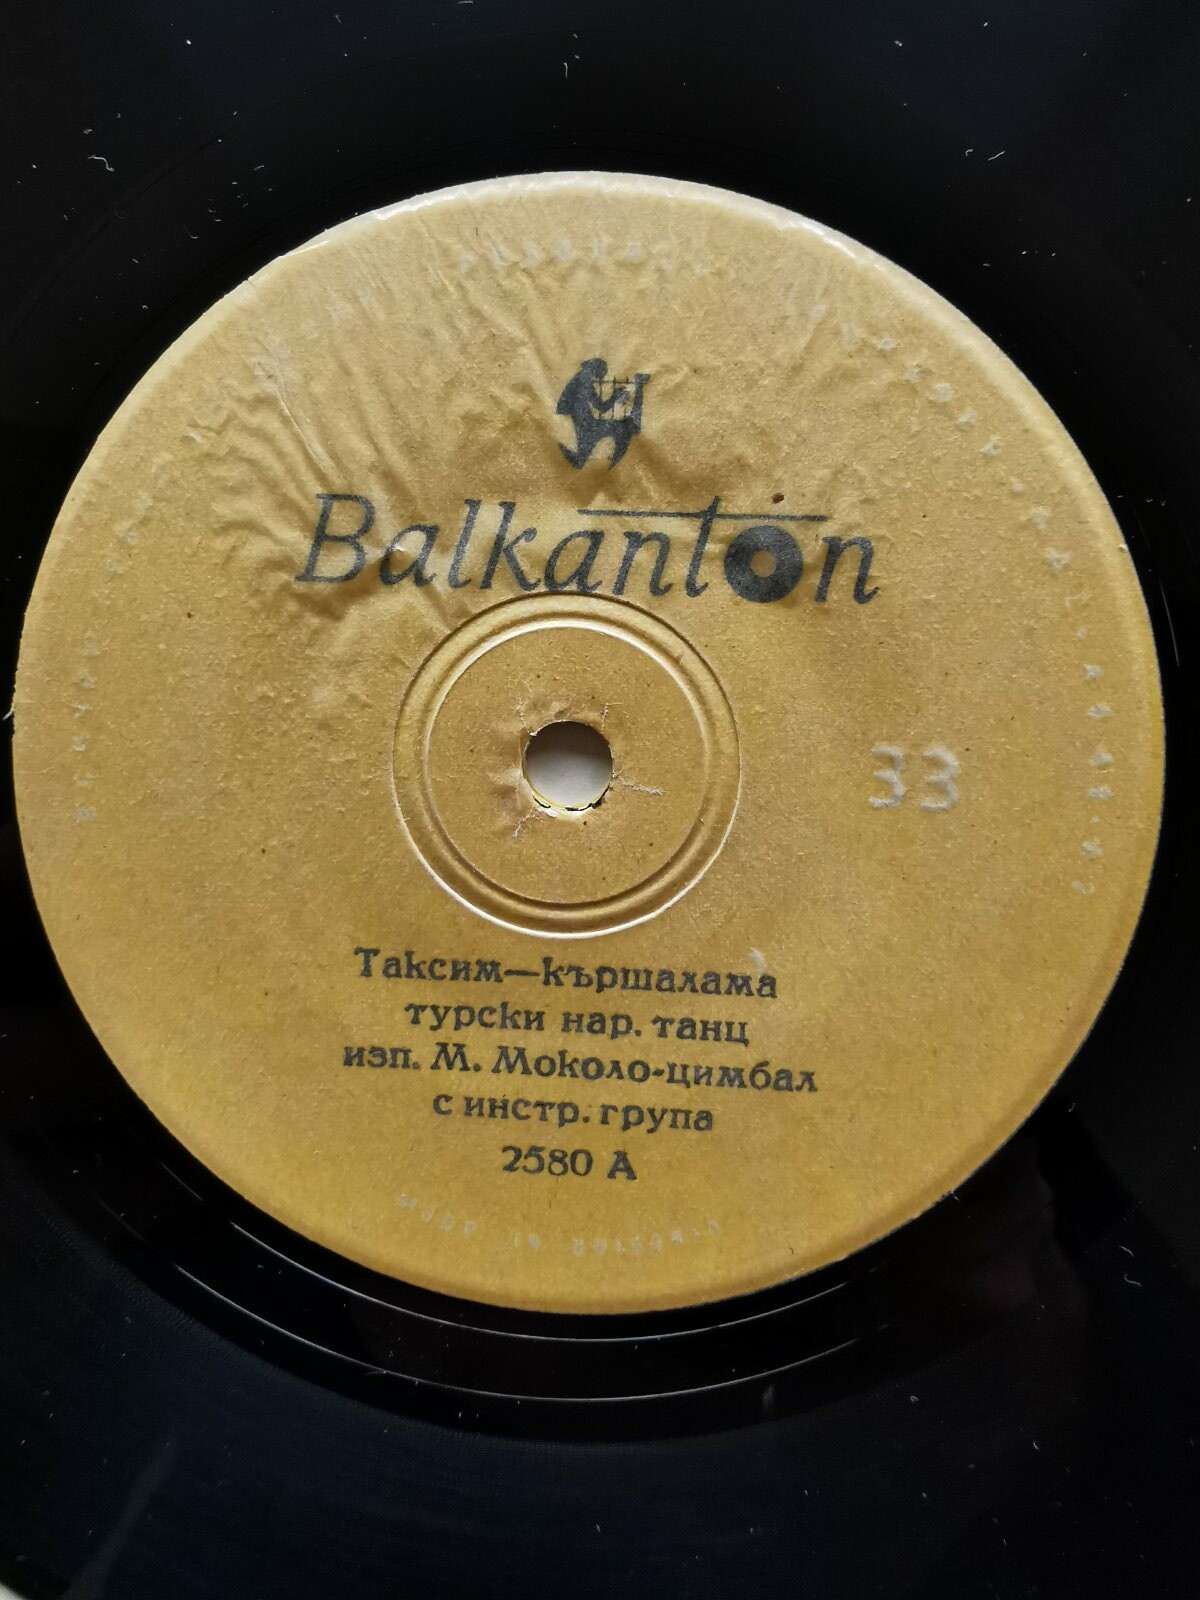 Balkanton
33
Таксим—кършалама
турски нар. танц
изп. М. Моколо-цимбал
с инстр. група
2580 А